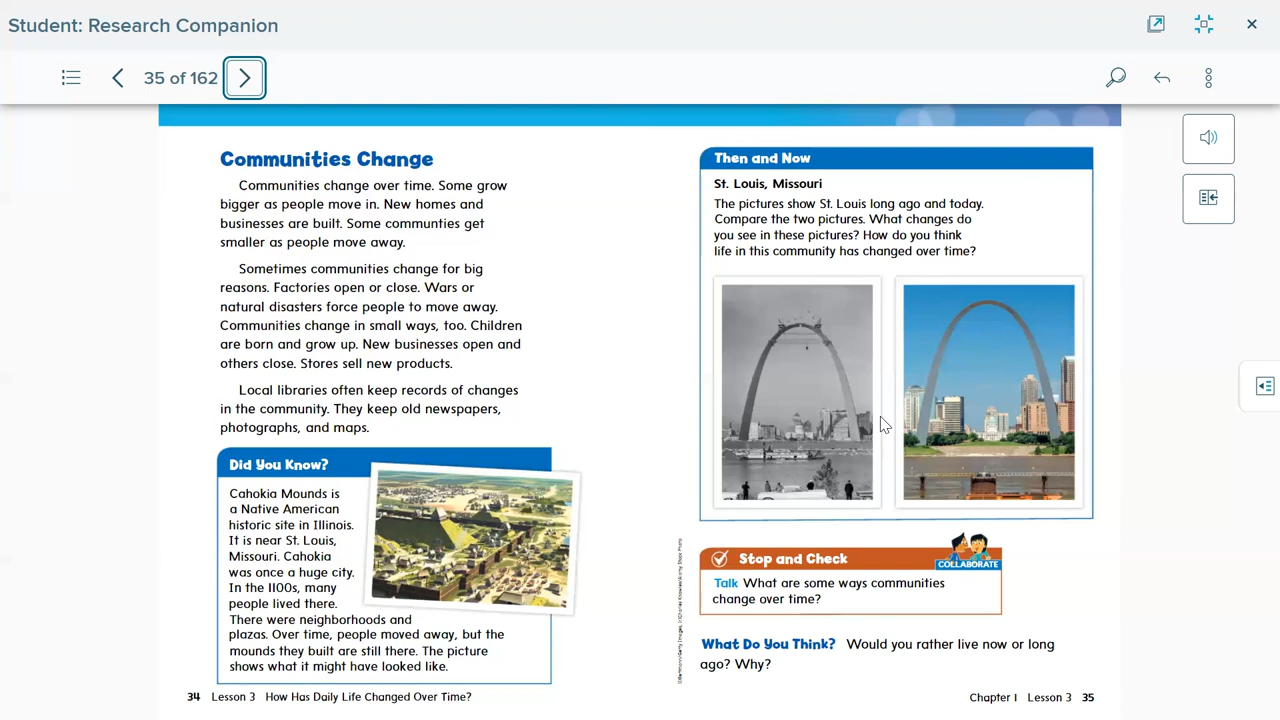 Student: Research Companion
35 of 162
Communities Change
Communities change over time. Some grow
bigger as people move in. New homes and
businesses are built. Some communties get
smaller as people move away.
Sometimes communities change for big
reasons. Factories open or close. Wars or
natural disasters force people to move away.
Communities change in small ways, too. Children
are born and grow up. New businesses open and
others close. Stores sell new products.
Local libraries often keep records of changes
in the community. They keep old newspapers,
photographs, and maps.
Did You Know?
Cahokia Mounds is
a Native American
historic site in Illinois.
It is near St. Louis,
Missouri. Cahokia
was once a huge city.
In the 1100s, many
people lived there.
There were neighborhoods and
plazas. Over time, people moved away, but the
mounds they built are still there. The picture
shows what it might have looked like.
34 Lesson 3 How Has Daily Life Changed Over Time?
Then and Now
St. Louis, Missouri
The pictures show St. Louis long ago and today.
Compare the two pictures. What changes do
you see in these pictures? How do you think
life in this community has changed over time?
Stop and Check
COLLABORATE
Talk What are some ways communities
change over time?
What Do You Think? Would you rather live now or long
ago? Why?
Chapter 1 Lesson 3 35